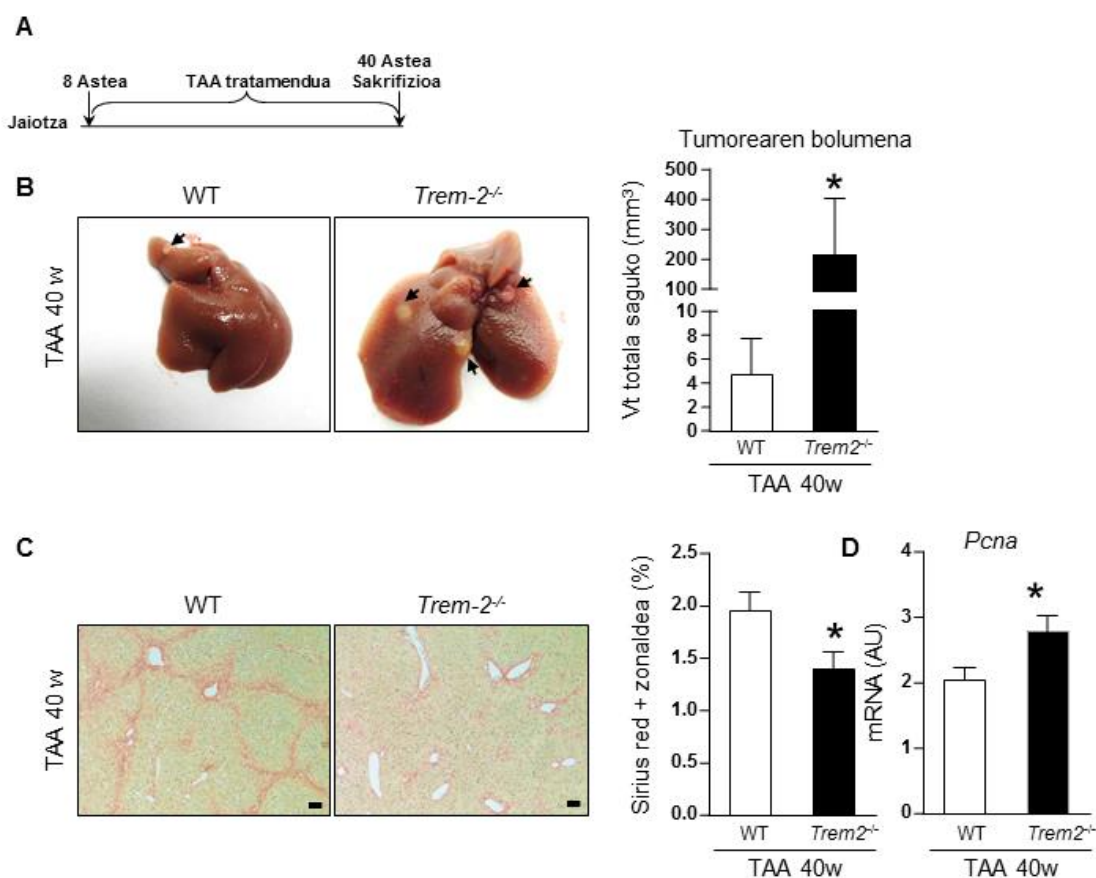 A
8 Astea
TAA tratamendua
40 Astea
Sakrifizioa
Jaiotza
B
WT
Trem-2-/-
TAA 40 w
Tumorearen bolumena
Vt totala saguko (mm3)
500
400
300
200
100
10
8
6
4
2
0
*
WT
Trem2-/-
TAA 40w
C
WT
Trem-2-/-
TAA 40 w
Sirius red + zonaldea (%)
2.5
2.0
1.5
1.0
0.5
0.0
*
WT
Trem2-/-
TAA 40w
D
Pcna
mRNA (AU)
4
3
2
1
0
*
WT
Trem2-/-
TAA 40w